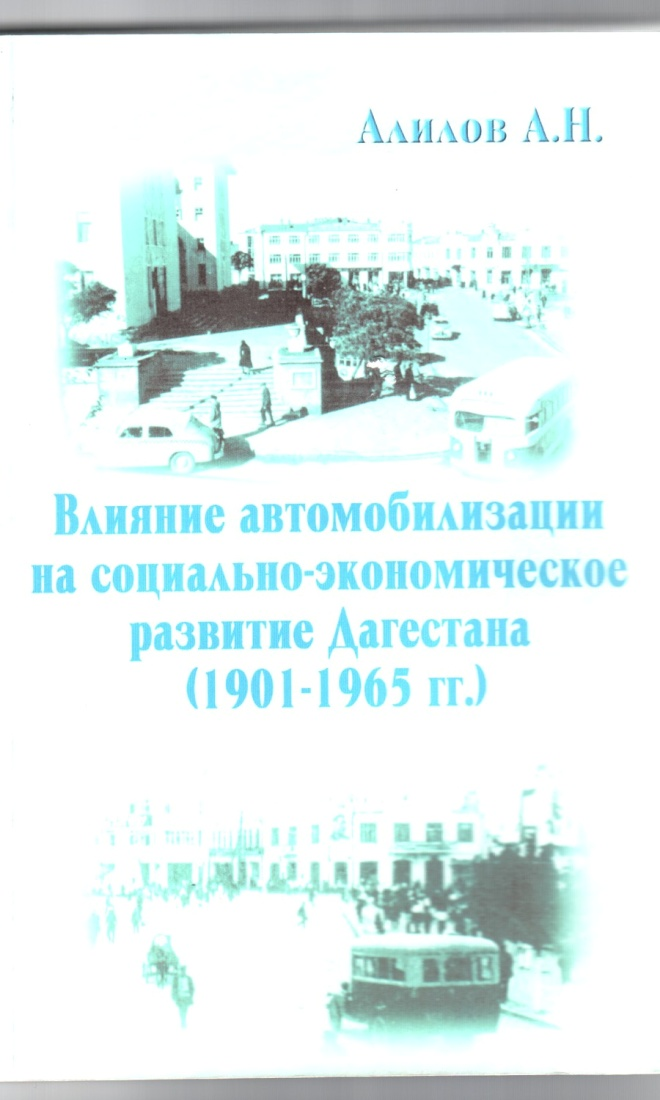 Алилов А.Н.
Влияние автомобилизации
на социально-экономическое
развитие Дагестана
(1901-1965 гг.)